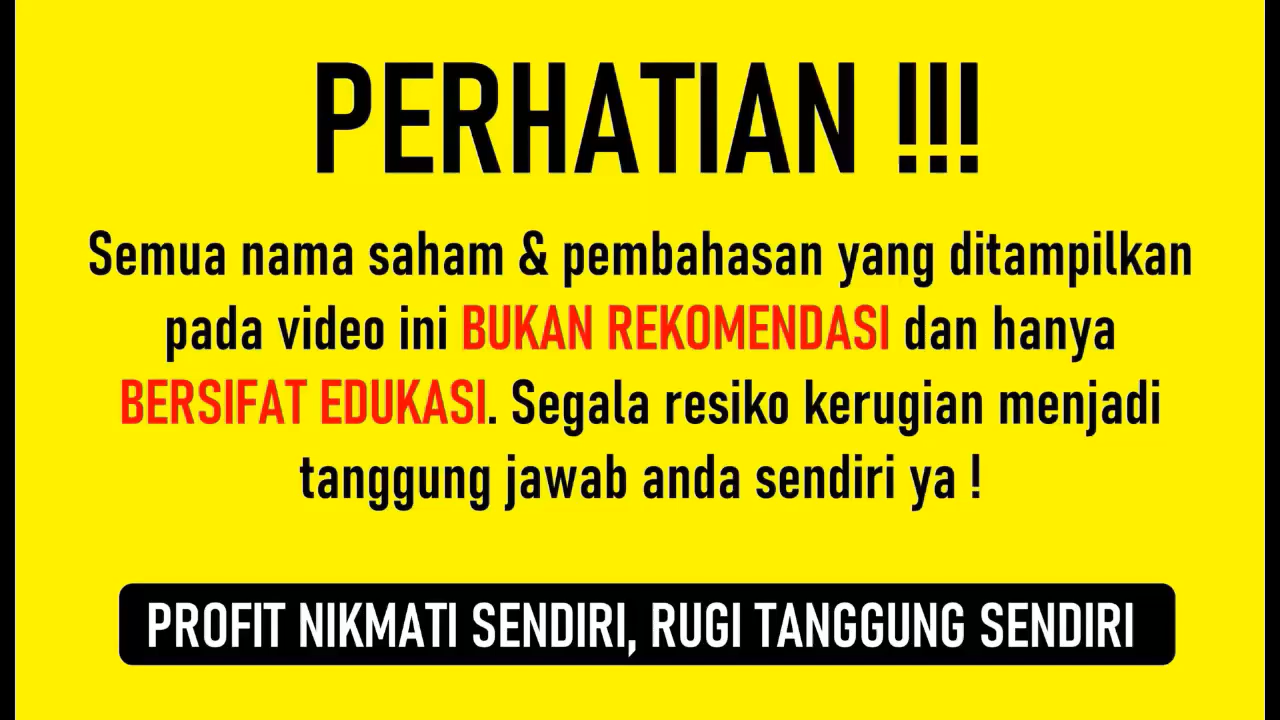 PERHATIAN !!!
Semua nama saham & pembahasan yang ditampilkan
pada video ini BUKAN REKOMENDASI dan hanya
BERSIFAT EDUKASI. Segala resiko kerugian menjadi
tanggung jawab anda sendiri ya !
PROFIT NIKMATI SENDIRI, RUGI TANGGUNG SENDIRI